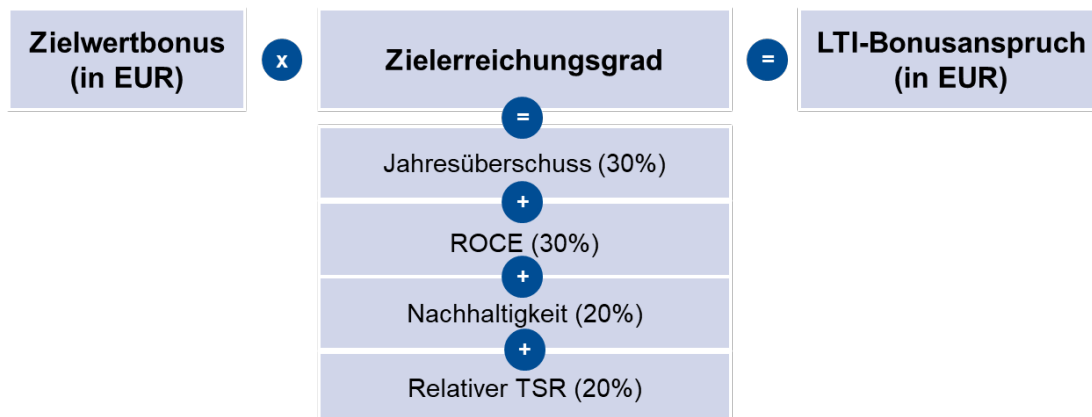 Zielwertbonus
(in EUR)
x
Zielerreichungsgrad
=
LTI-Bonusanspruch
(in EUR)
=
Jahresüberschuss (30%)
+
ROCE (30%)
+
Nachhaltigkeit (20%)
+
Relativer TSR (20%)